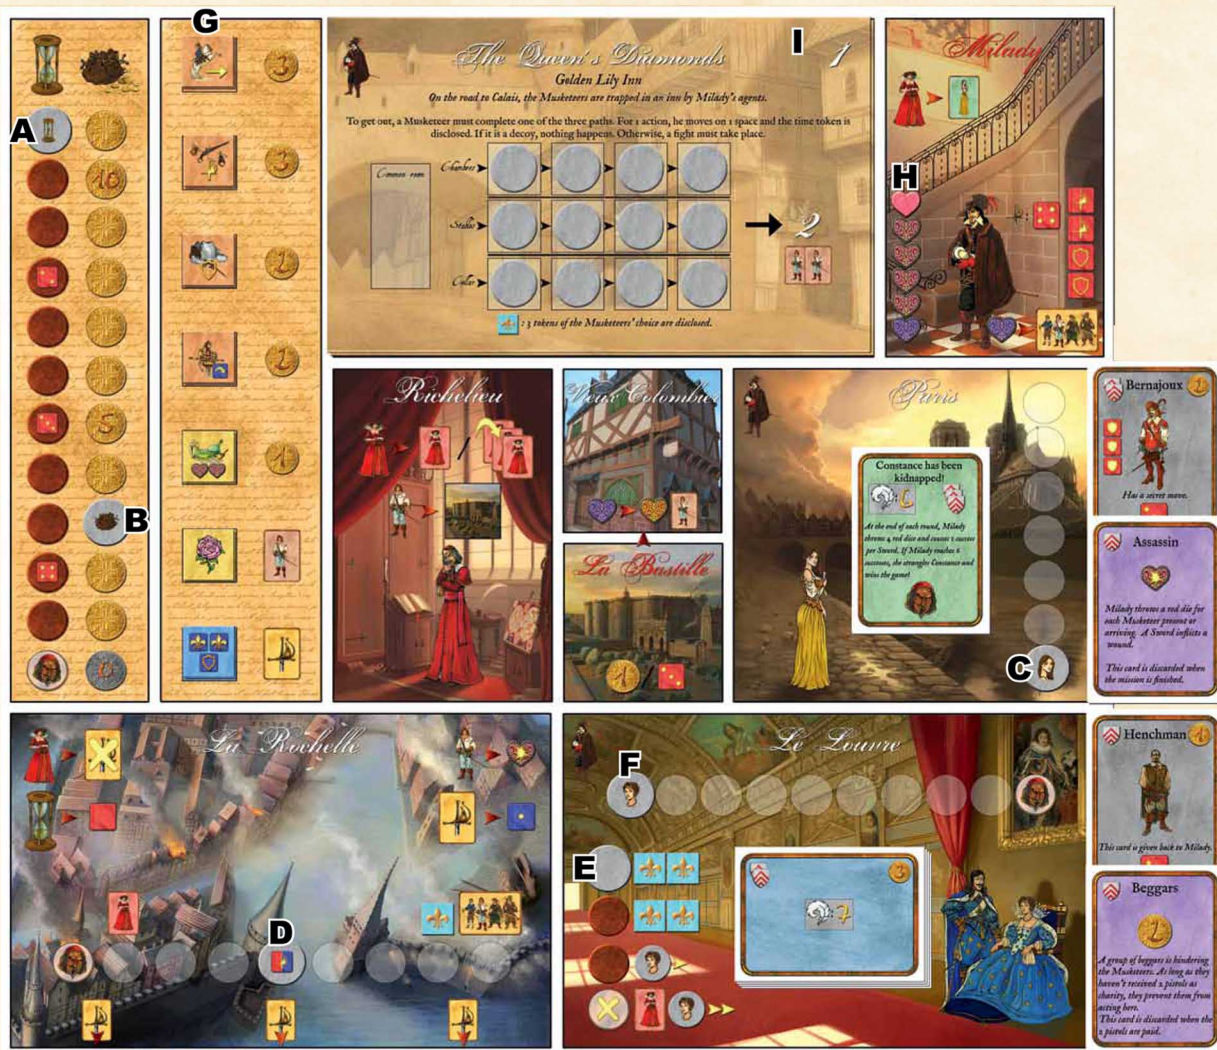 G
I
1
The Queen's Diamonds
Golden Lily Inn
On the road to Calais, the Musketeers are trapped in an inn by Milady's agents.
To get out, a Musketeer must complete one of the three paths. For 1 action, he moves on 1 space and the time token is
disclosed. If it is a decoy, nothing happens. Otherwise, a fight must take place.
Common room
Chambers
Stables
Cellar
2
: 3 tokens of the Musketeers' choice are disclosed.
Milady
H
A
10
5
B
0
3
3
2
2
1
Richelieu
Vieux Colombier
La Bastille
1
Paris
Constance has been
kidnapped!
6
At the end of each round, Milady
throws 4 red dice and counts 1 success
per Sword. If Milady reaches 6
successes, she strangles Constance and
wins the game!
C
Bernajoux
2
Has a secret move.
Assassin
Milady throws a red die for
each Musketeer present or
arriving. A Sword inflicts a
wound.
This card is discarded when
the mission is finished.
La Rochelle
D
Le Louvre
F
E
3
7
Henchman
1
This card is given back to Milady.
Beggars
2
A group of beggars is hindering
the Musketeers. As long as they
haven't received 2 pistols as
charity, they prevent them from
acting here.
This card is discarded when the
2 pistols are paid.